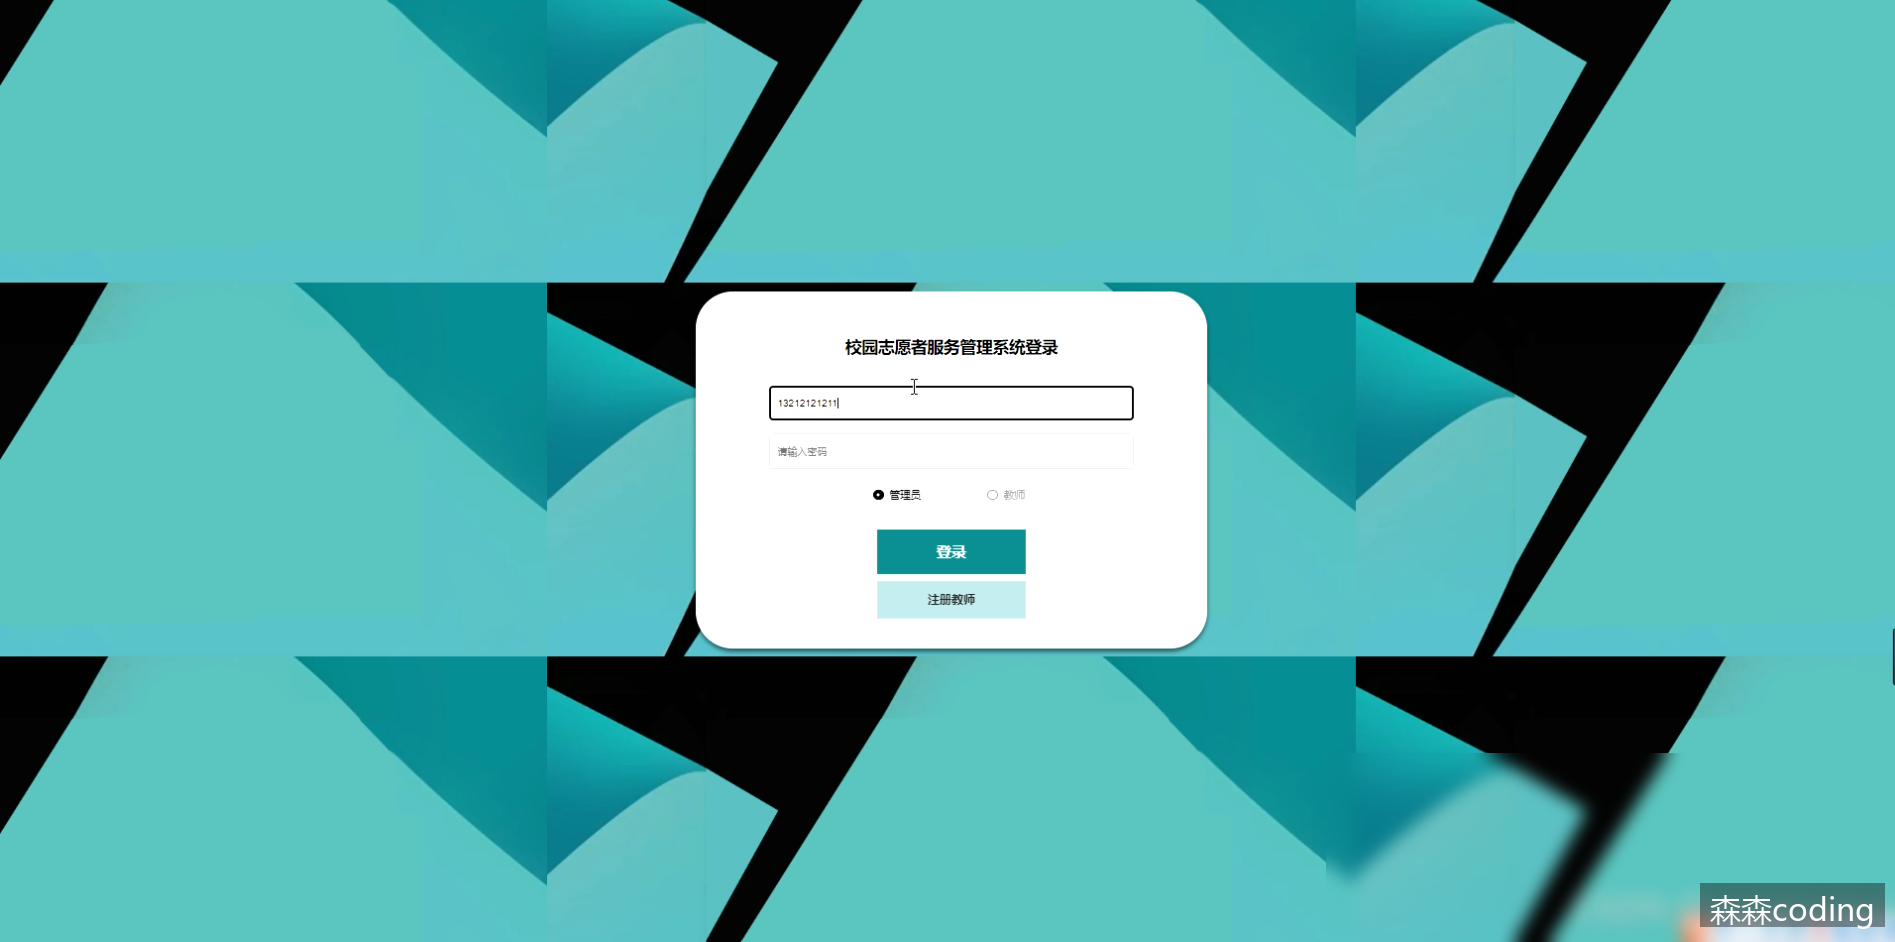 校园志愿者服务管理系统登录
13212121211
请输入密码
管理员
教师
登录
注册教师
森森coding